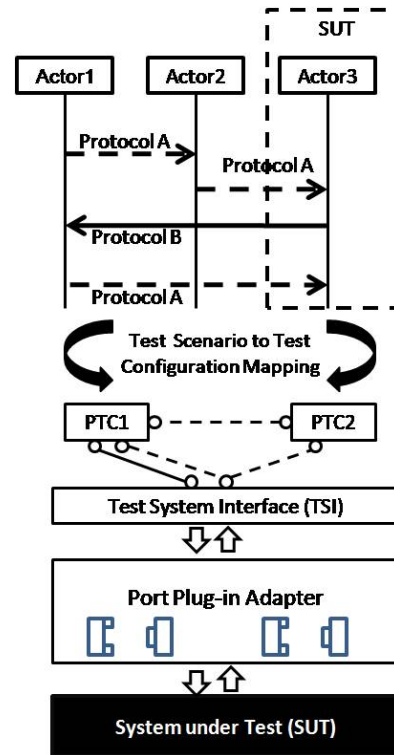 SUT
Actor1 Actor2 Actor3
Protocol A
Protocol A
Protocol B
Protocol A
Test Scenario to Test
Configuration Mapping
PTC1 PTC2
Test System Interface (TSI)
Port Plug-in Adapter
System under Test (SUT)